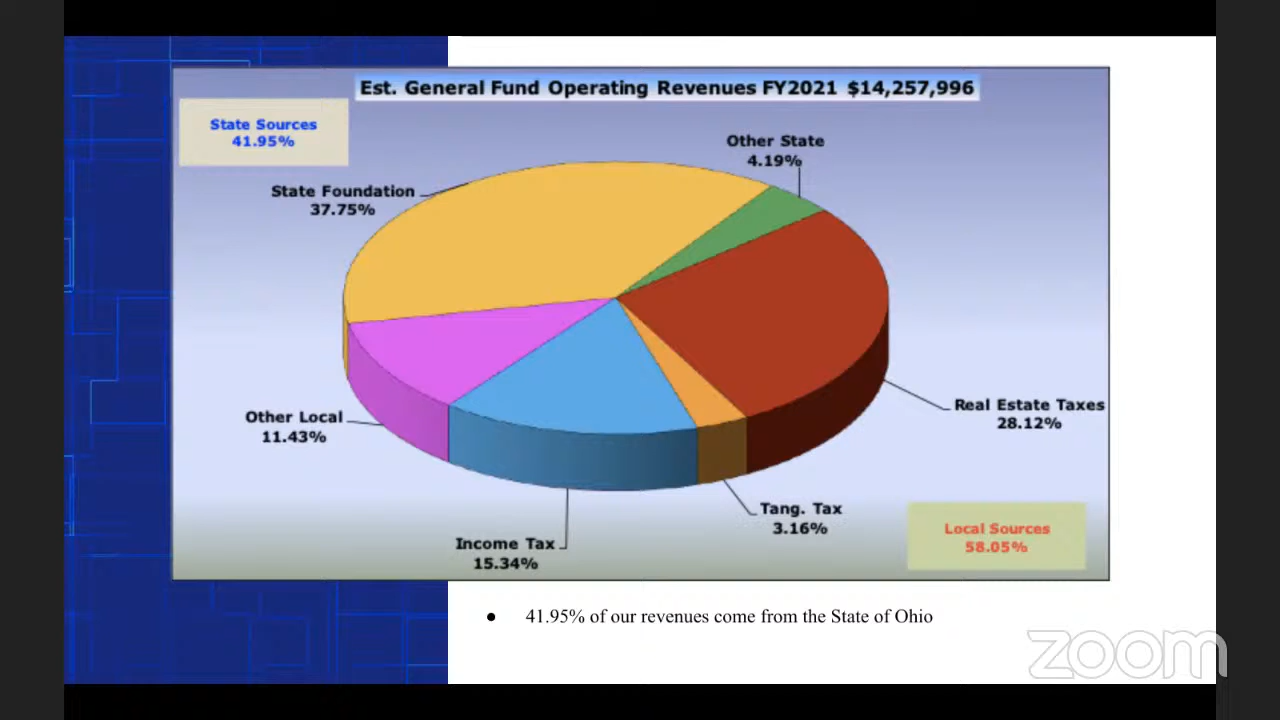 Est. General Fund Operating Revenues FY2021 $14,257,996
State Sources
41.95%
Other State
4.19%
State Foundation
37.75%
Real Estate Taxes
28.12%
Other Local
11.43%
Tang. Tax
3.16%
Income Tax
15.34%
Local Sources
58.05%
● 41.95% of our revenues come from the State of Ohio
zoom